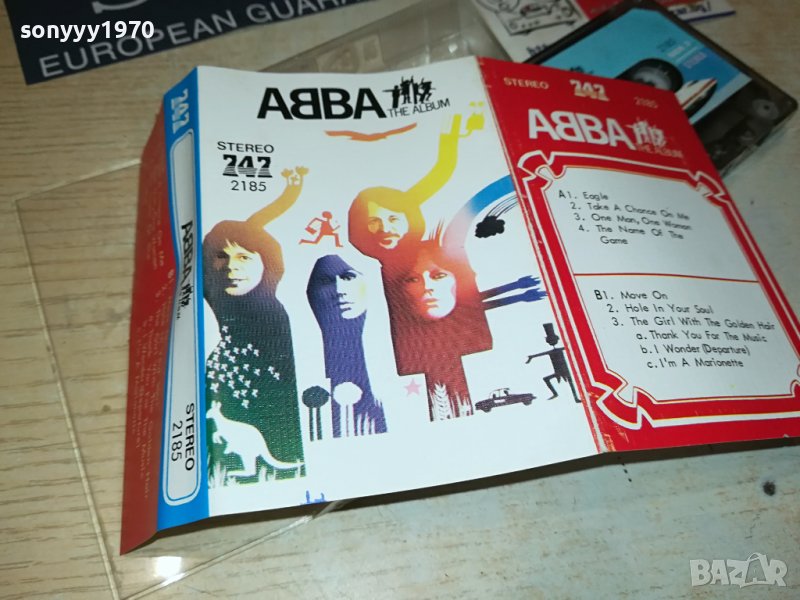 sonyyy1970
EUROPEAN GUARA
747
ABBA
STEREO
2185
ABBA
THE ALBUM
STEREO
747
2185
STEREO 747 2185
ABBA
THE ALBUM
A1. Eagle
2. Take A Chance On Me
3. One Man, One Woman
4. The Name Of The
Game
B1. Move On
2. Hole In Your Soul
3. The Girl With The Golden Hair
a. Thank You For The Music
b. I Wonder (Departure)
c. I'm A Marionette
BAZAR